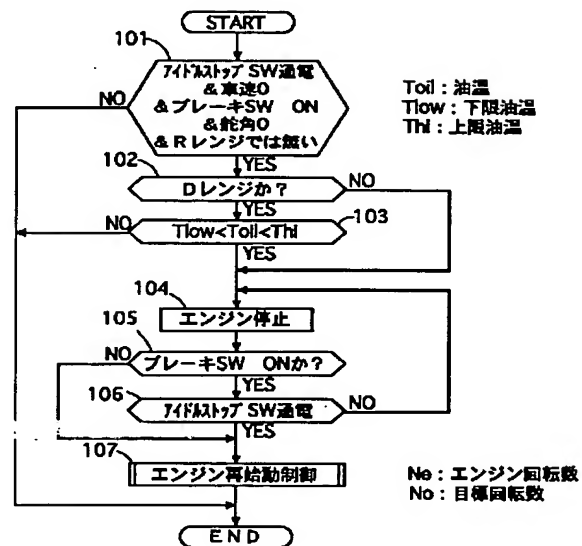 START
101
アイドルストップ SW通電
&車速0
NO
&ブレーキSW ON
&舵角0
&Rレンジでは無い
Toil:油温
Tlow:下限油温
Thi:上限油温
102
YES
Dレンジか?
NO
YES
103
NO
Tlow<Toil<Thi
YES
104
エンジン停止
105
NO
ブレーキSW ONか?
YES
106
アイドルストップ SW通電
NO
YES
107
エンジン再始動制御
Ne:エンジン回転数
No:目標回転数
END